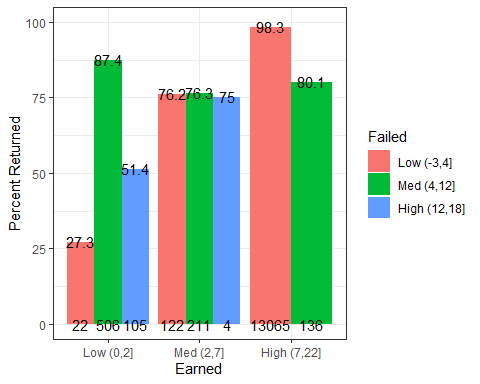 100
75
50
25
0
Percent Returned
98.3
87.4
80.1
76.2 76.3 75
51.4
27.3
22 506 105 122 211 4 13065 136
Low (0,2] Med (2,7] High (7,22]
Earned
Failed
Low (-3,4]
Med (4,12]
High (12,18]